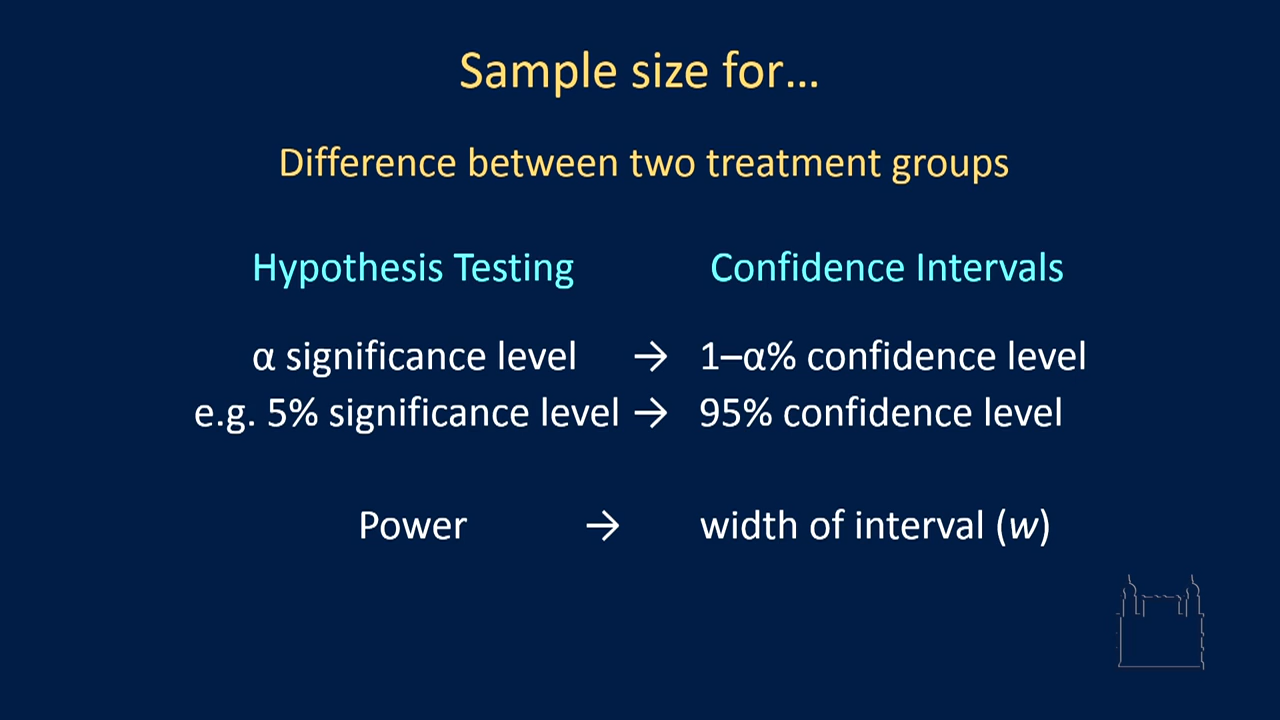 Sample size for…
Difference between two treatment groups
Hypothesis Testing Confidence Intervals
α significance level → 1–α% confidence level
e.g. 5% significance level → 95% confidence level
Power → width of interval (w)